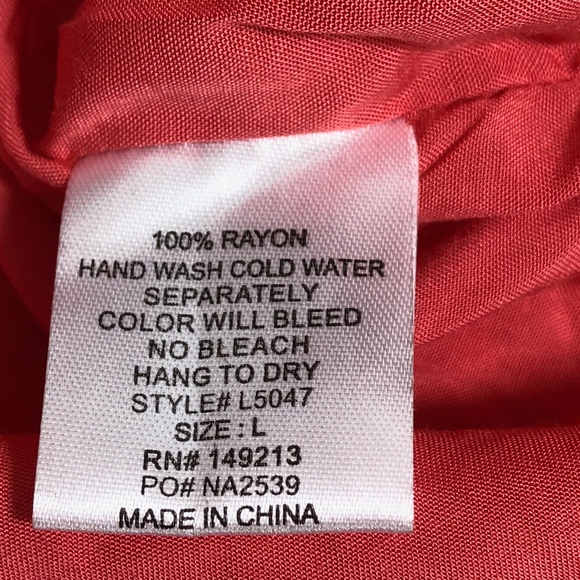 100% RAYON
HAND WASH COLD WATER
SEPARATELY
COLOR WILL BLEED
NO BLEACH
HANG TO DRY
STYLE# L5047
SIZE : L
RN# 149213
PO# NA2539
MADE IN CHINA